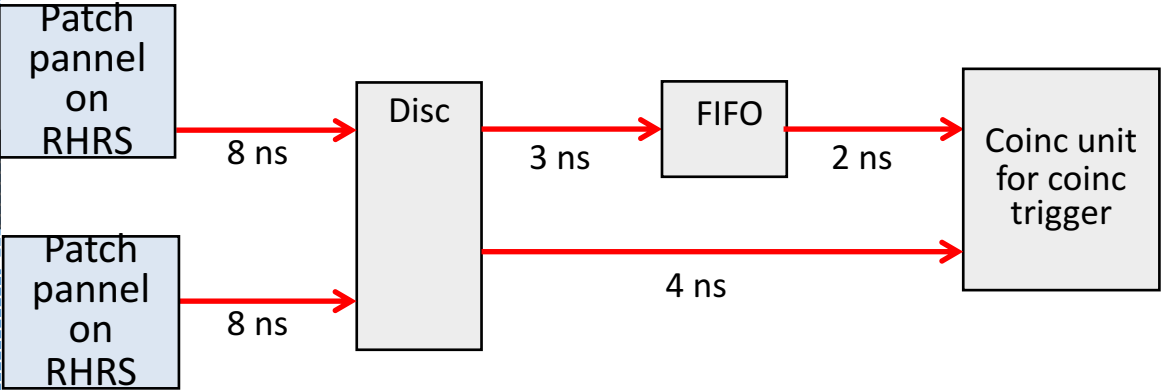 Patch
pannel
on
RHRS
8 ns
Disc
3 ns
FIFO
2 ns
Coinc unit
for coinc
trigger
Patch
pannel
on
RHRS
8 ns
4 ns